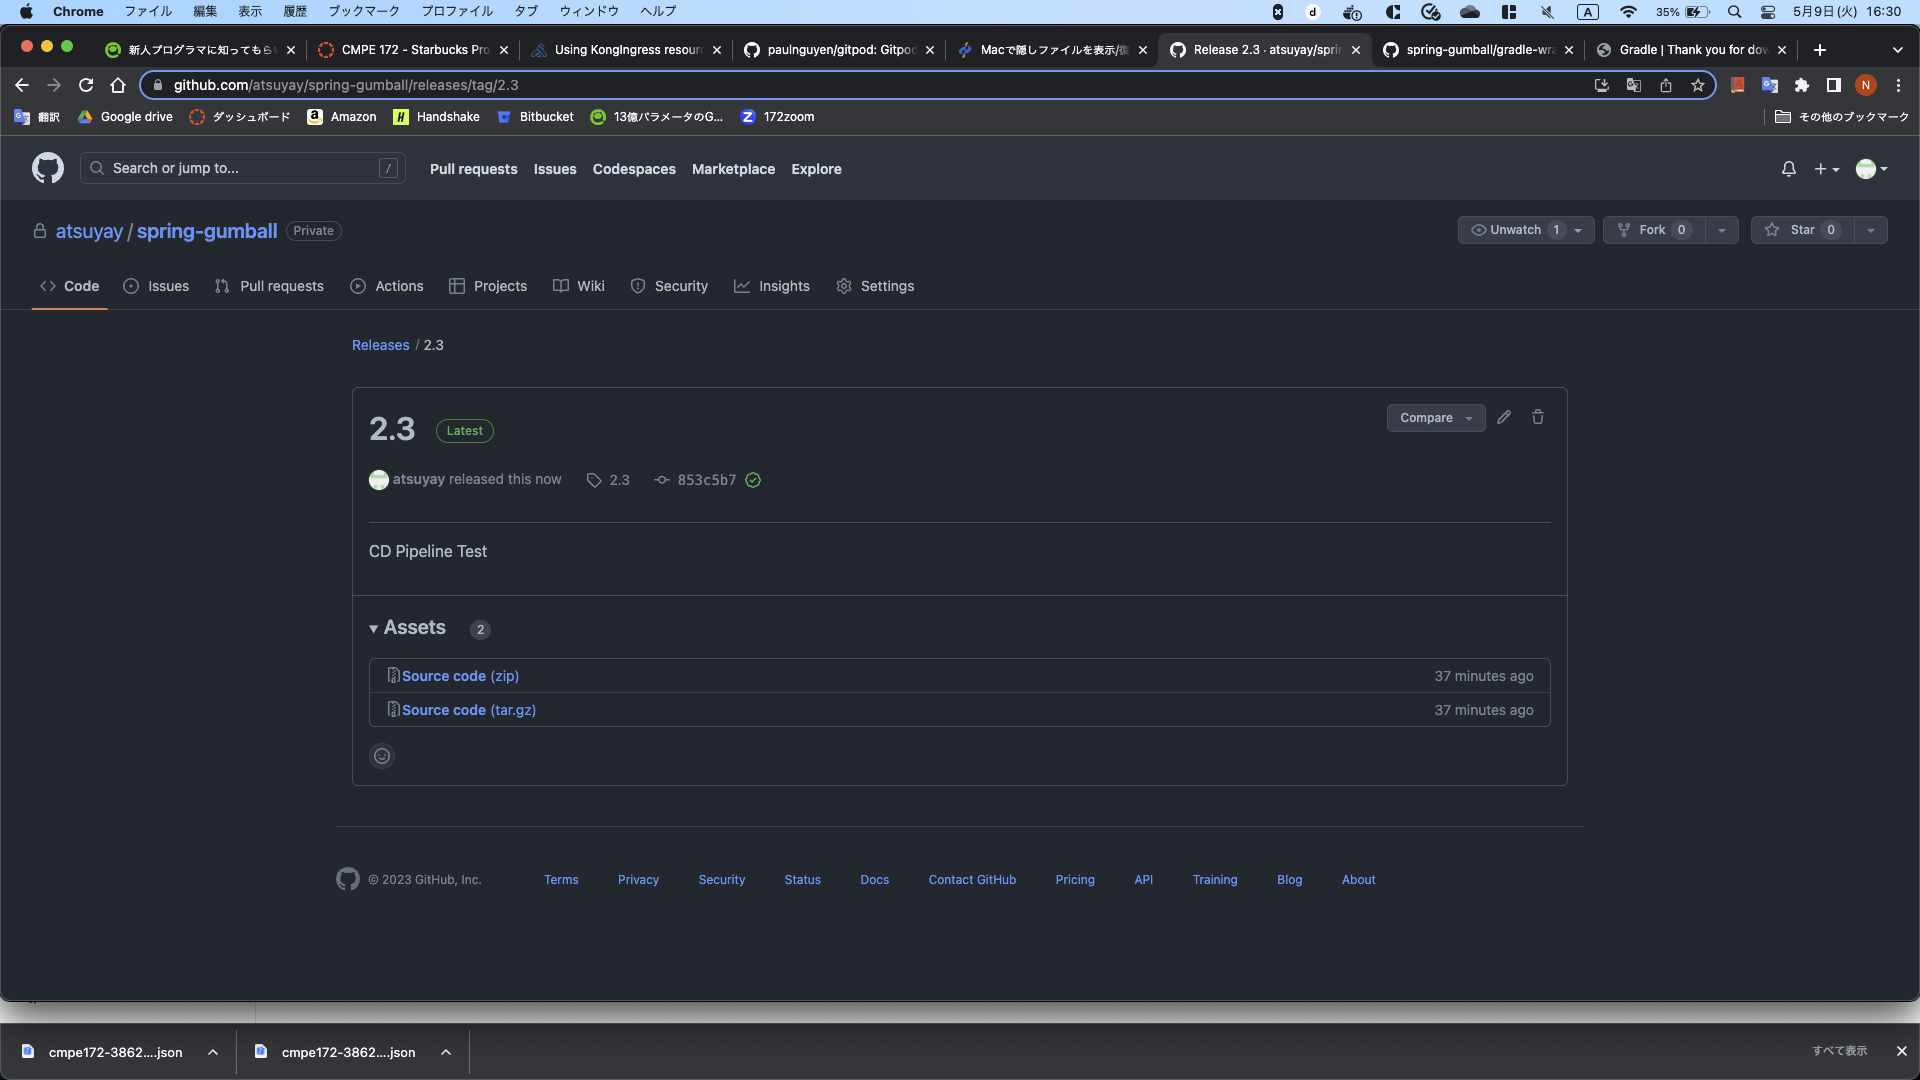 Chrome ファイル 編集 表示 履歴 ブックマーク プロファイル タブ ウィンドウ ヘルプ d A 35% 5月9日(火) 16:30
新人プログラマに知ってもらい CMPE 172 - Starbucks Pro Using KongIngress resourc paulnguyen/gitpod: Gitpod Macで隠しファイルを表示/復 Release 2.3 · atsuyay/sprin spring-gumball/gradle-wra Gradle | Thank you for dow
github.com/atsuyay/spring-gumball/releases/tag/2.3 N
翻訳 Google drive ダッシュボード Amazon Handshake Bitbucket 13億パラメータのG... 172zoom その他のブックマーク
Search or jump to... / Pull requests Issues Codespaces Marketplace Explore
atsuyay / spring-gumball Private Unwatch 1 Fork 0 Star 0
Code Issues Pull requests Actions Projects Wiki Security Insights Settings
Releases / 2.3
2.3 Latest Compare
atsuyay released this now 2.3 853c5b7
CD Pipeline Test
Assets 2
Source code (zip) 37 minutes ago
Source code (tar.gz) 37 minutes ago
© 2023 GitHub, Inc. Terms Privacy Security Status Docs Contact GitHub Pricing API Training Blog About
cmpe172-3862....json cmpe172-3862....json すべて表示